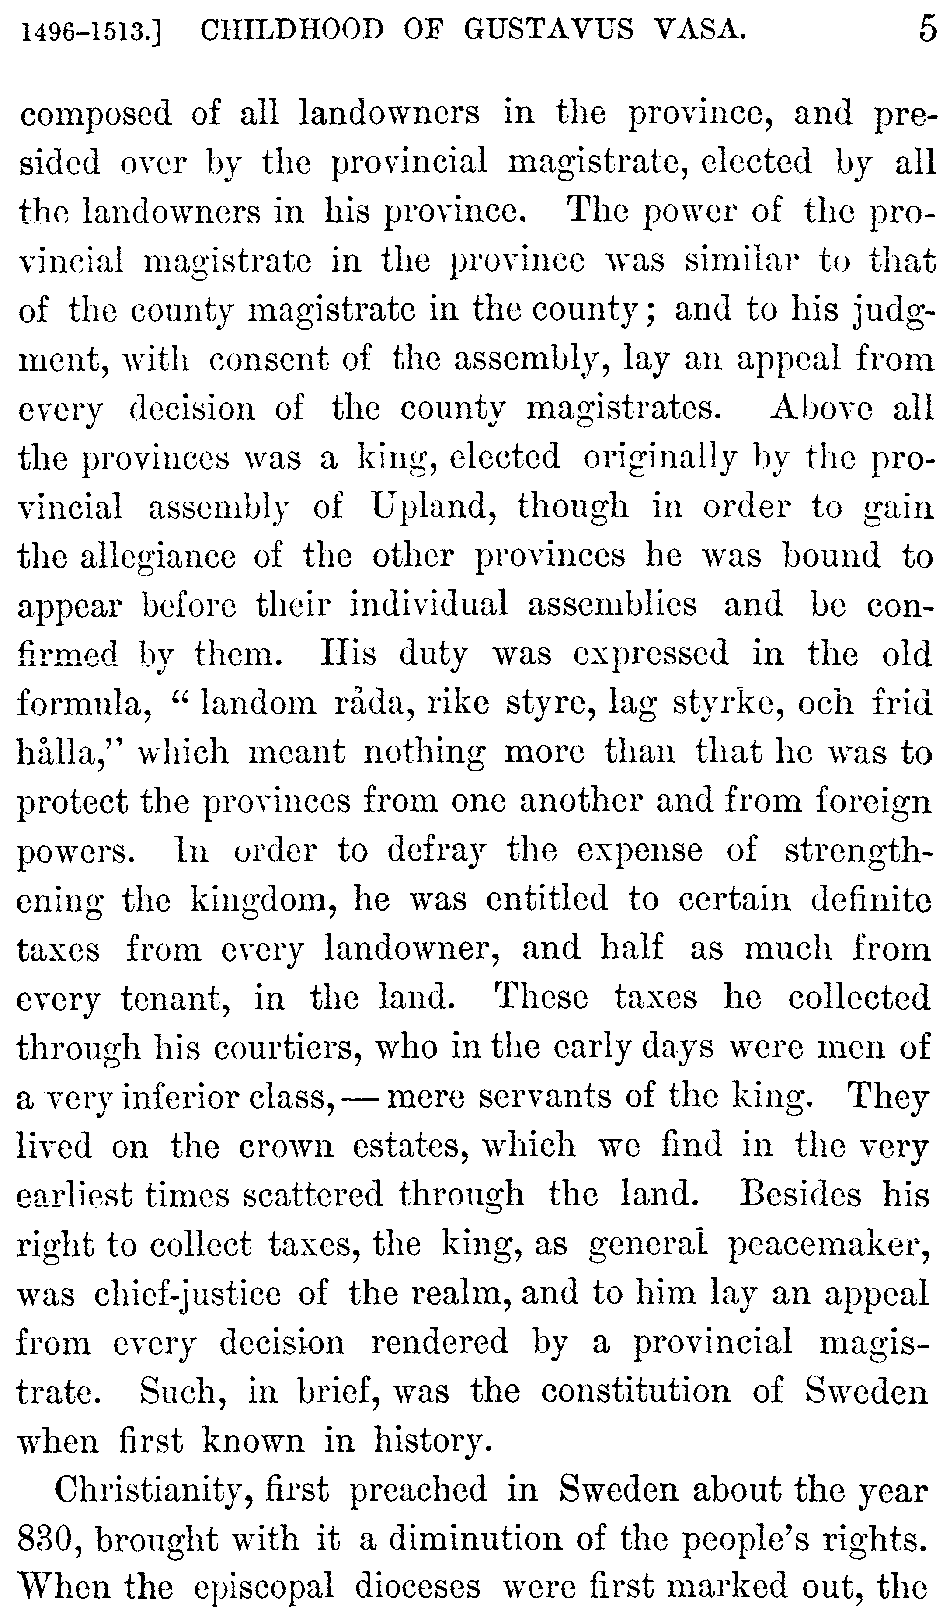 1496–1513.] CHILDHOOD OF GUSTAVUS VASA. 5
composed of all landowners in the province, and pre-
sided over by the provincial magistrate, elected by all
the landowners in his province. The power of the pro-
vincial magistrate in the province was similar to that
of the county magistrate in the county; and to his judg-
ment, with consent of the assembly, lay an appeal from
every decision of the county magistrates. Above all
the provinces was a king, elected originally by the pro-
vincial assembly of Upland, though in order to gain
the allegiance of the other provinces he was bound to
appear before their individual assemblies and be con-
firmed by them. His duty was expressed in the old
formula, “landom råda, rike styre, lag styrke, och frid
hålla,” which meant nothing more than that he was to
protect the provinces from one another and from foreign
powers. In order to defray the expense of strength-
ening the kingdom, he was entitled to certain definite
taxes from every landowner, and half as much from
every tenant, in the land. These taxes he collected
through his courtiers, who in the early days were men of
a very inferior class,—mere servants of the king. They
lived on the crown estates, which we find in the very
earliest times scattered through the land. Besides his
right to collect taxes, the king, as general peacemaker,
was chief-justice of the realm, and to him lay an appeal
from every decision rendered by a provincial magis-
trate. Such, in brief, was the constitution of Sweden
when first known in history.
Christianity, first preached in Sweden about the year
830, brought with it a diminution of the people’s rights.
When the episcopal dioceses were first marked out, the